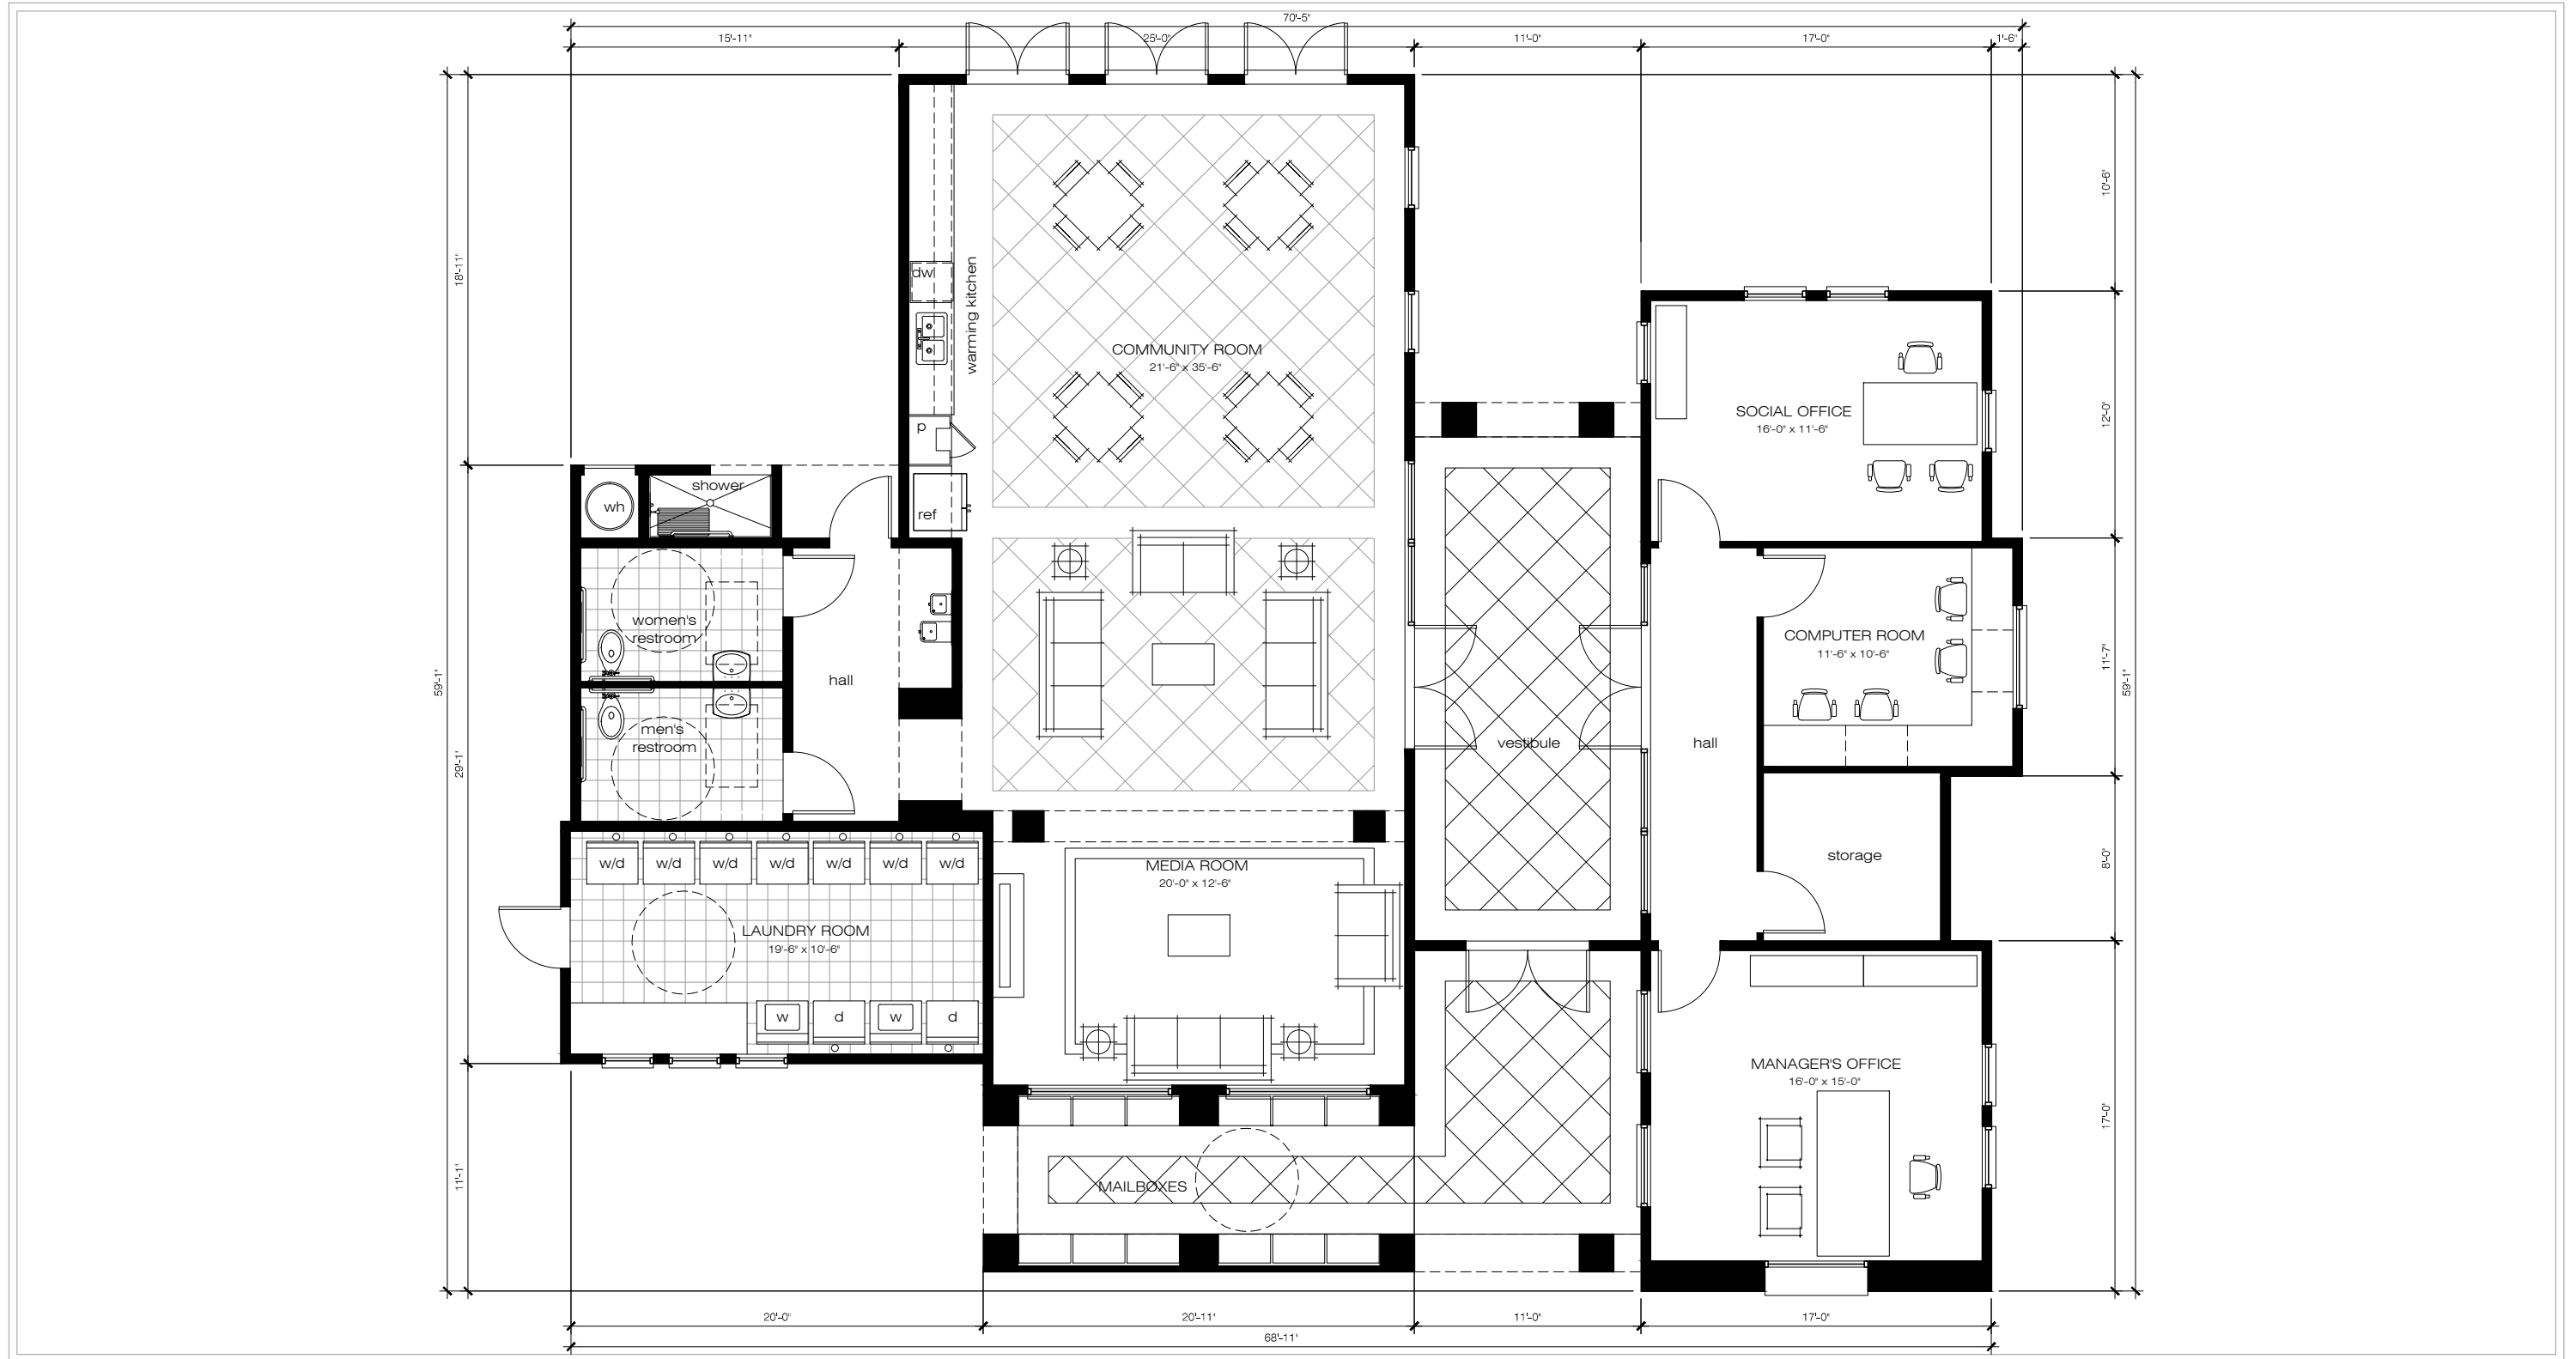 70'-5"
15'-11"
25'-0"
11'-0"
17'-0"
1'-6"
10'-6"
18'-11"
warming kitchen
dw
COMMUNITY ROOM
21'-6" x 35'-6"
SOCIAL OFFICE
16'-0" x 11'-6"
12'-0"
p
shower
wh
ref
women's
restroom
COMPUTER ROOM
11'-6" x 10'-6"
11'-7"
59'-1"
59'-1"
hall
men's
restroom
vestibule
hall
29'-1"
MEDIA ROOM
20'-0" x 12'-6"
storage
8'-0"
w/d
w/d
w/d
w/d
w/d
w/d
w/d
LAUNDRY ROOM
19'-6" x 10'-6"
w
d
w
d
MANAGER'S OFFICE
16'-0" x 15'-0"
17'-0"
11'-1"
MAILBOXES
20'-0"
20'-11"
11'-0"
17'-0"
68'-11"